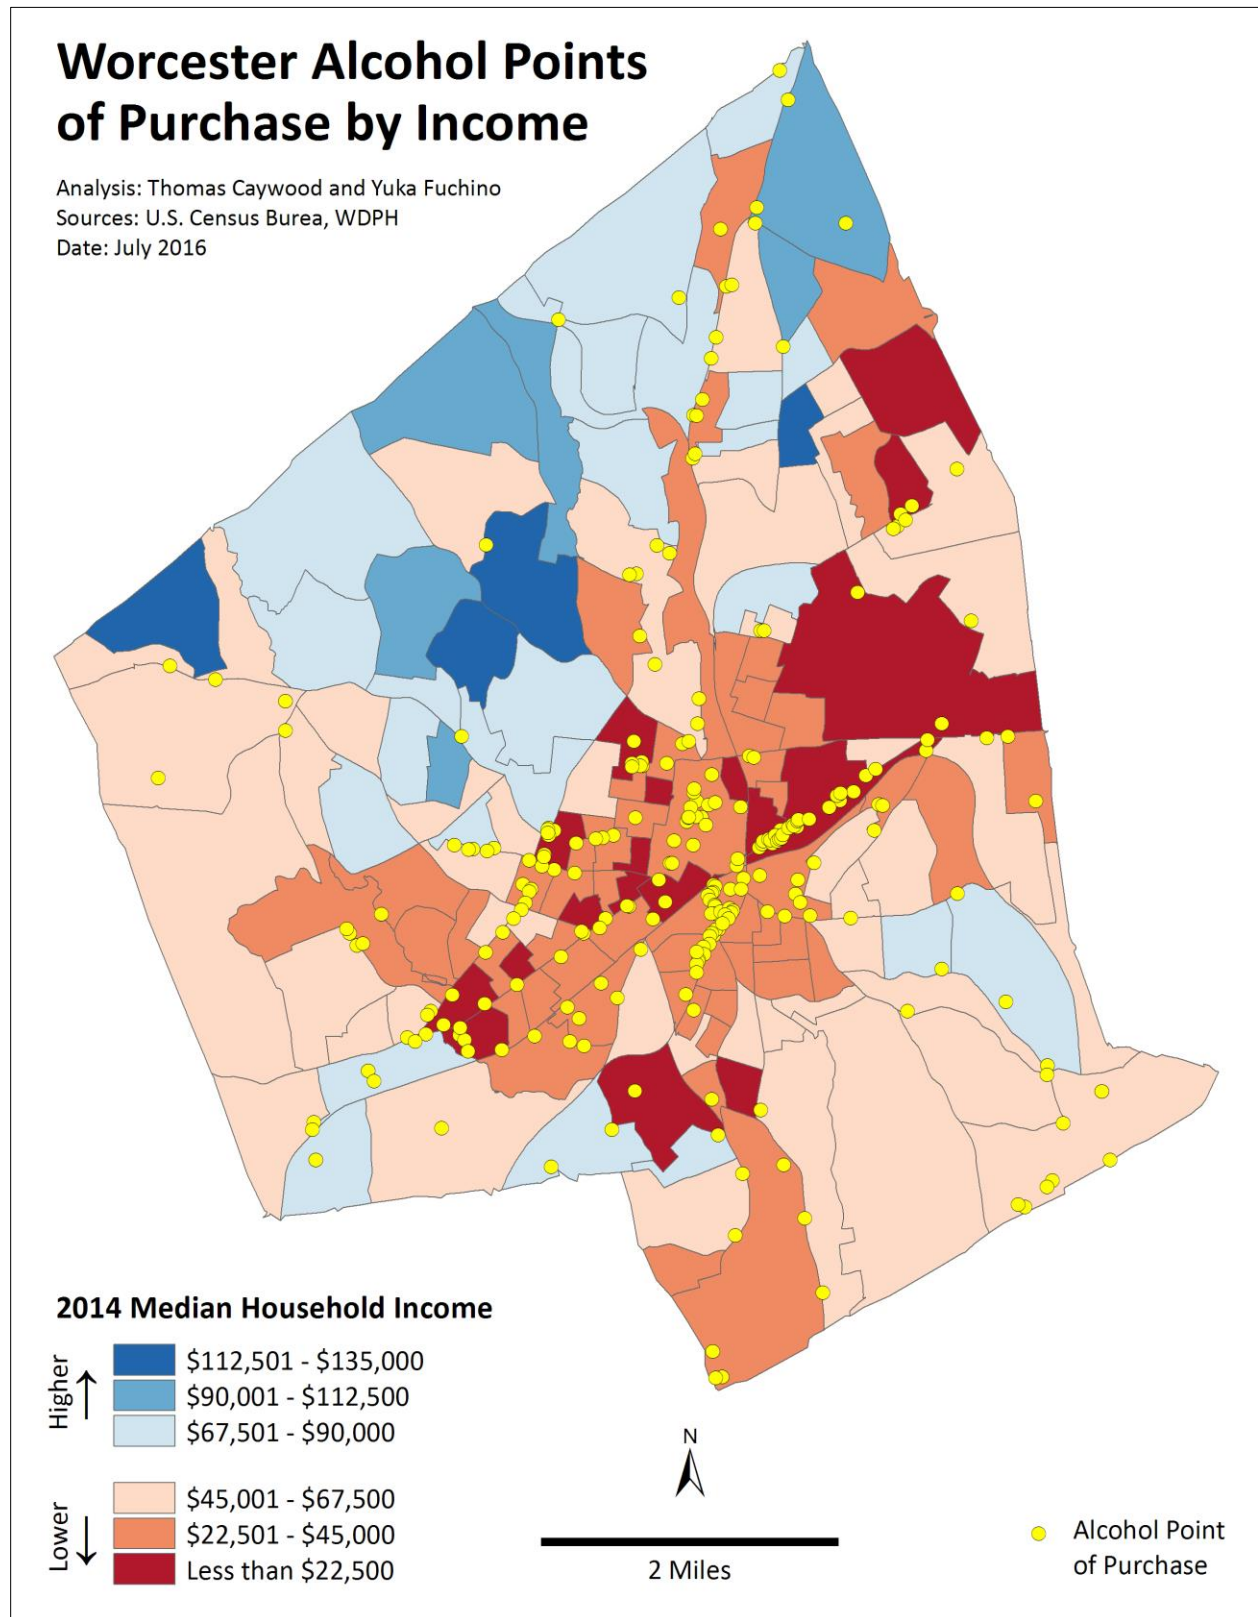 Worcester Alcohol Points
of Purchase by Income
Analysis: Thomas Caywood and Yuka Fuchino
Sources: U.S. Census Burea, WDPH
Date: July 2016
2014 Median Household Income
Higher
$112,501 - $135,000
$90,001 - $112,500
$67,501 - $90,000
Lower
$45,001 - $67,500
$22,501 - $45,000
Less than $22,500
N
2 Miles
Alcohol Point
of Purchase